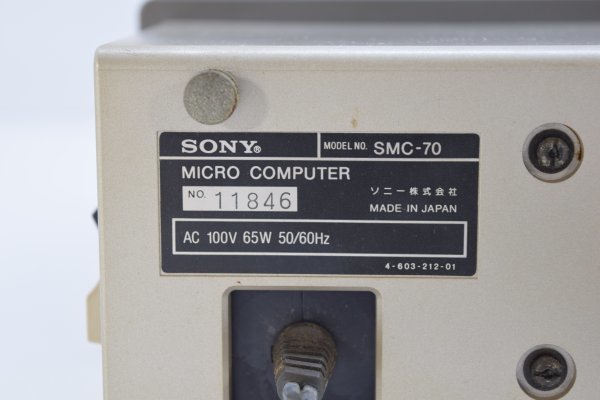 SONY® MODEL NO. SMC-70
MICRO COMPUTER
NO. 11846 ソニー株式会社
MADE IN JAPAN
AC 100V 65W 50/60Hz
4-603-212-01